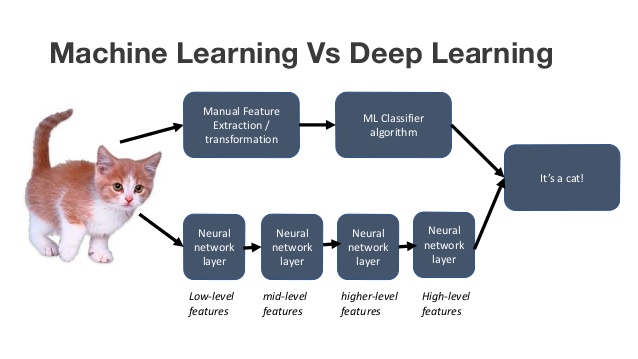 Machine Learning Vs Deep Learning
Manual Feature
Extraction /
transformation
ML Classifier
algorithm
It's a cat!
Neural
network
layer
Neural
network
layer
Neural
network
layer
Neural
network
layer
Low-level
features
mid-level
features
higher-level
features
High-level
features